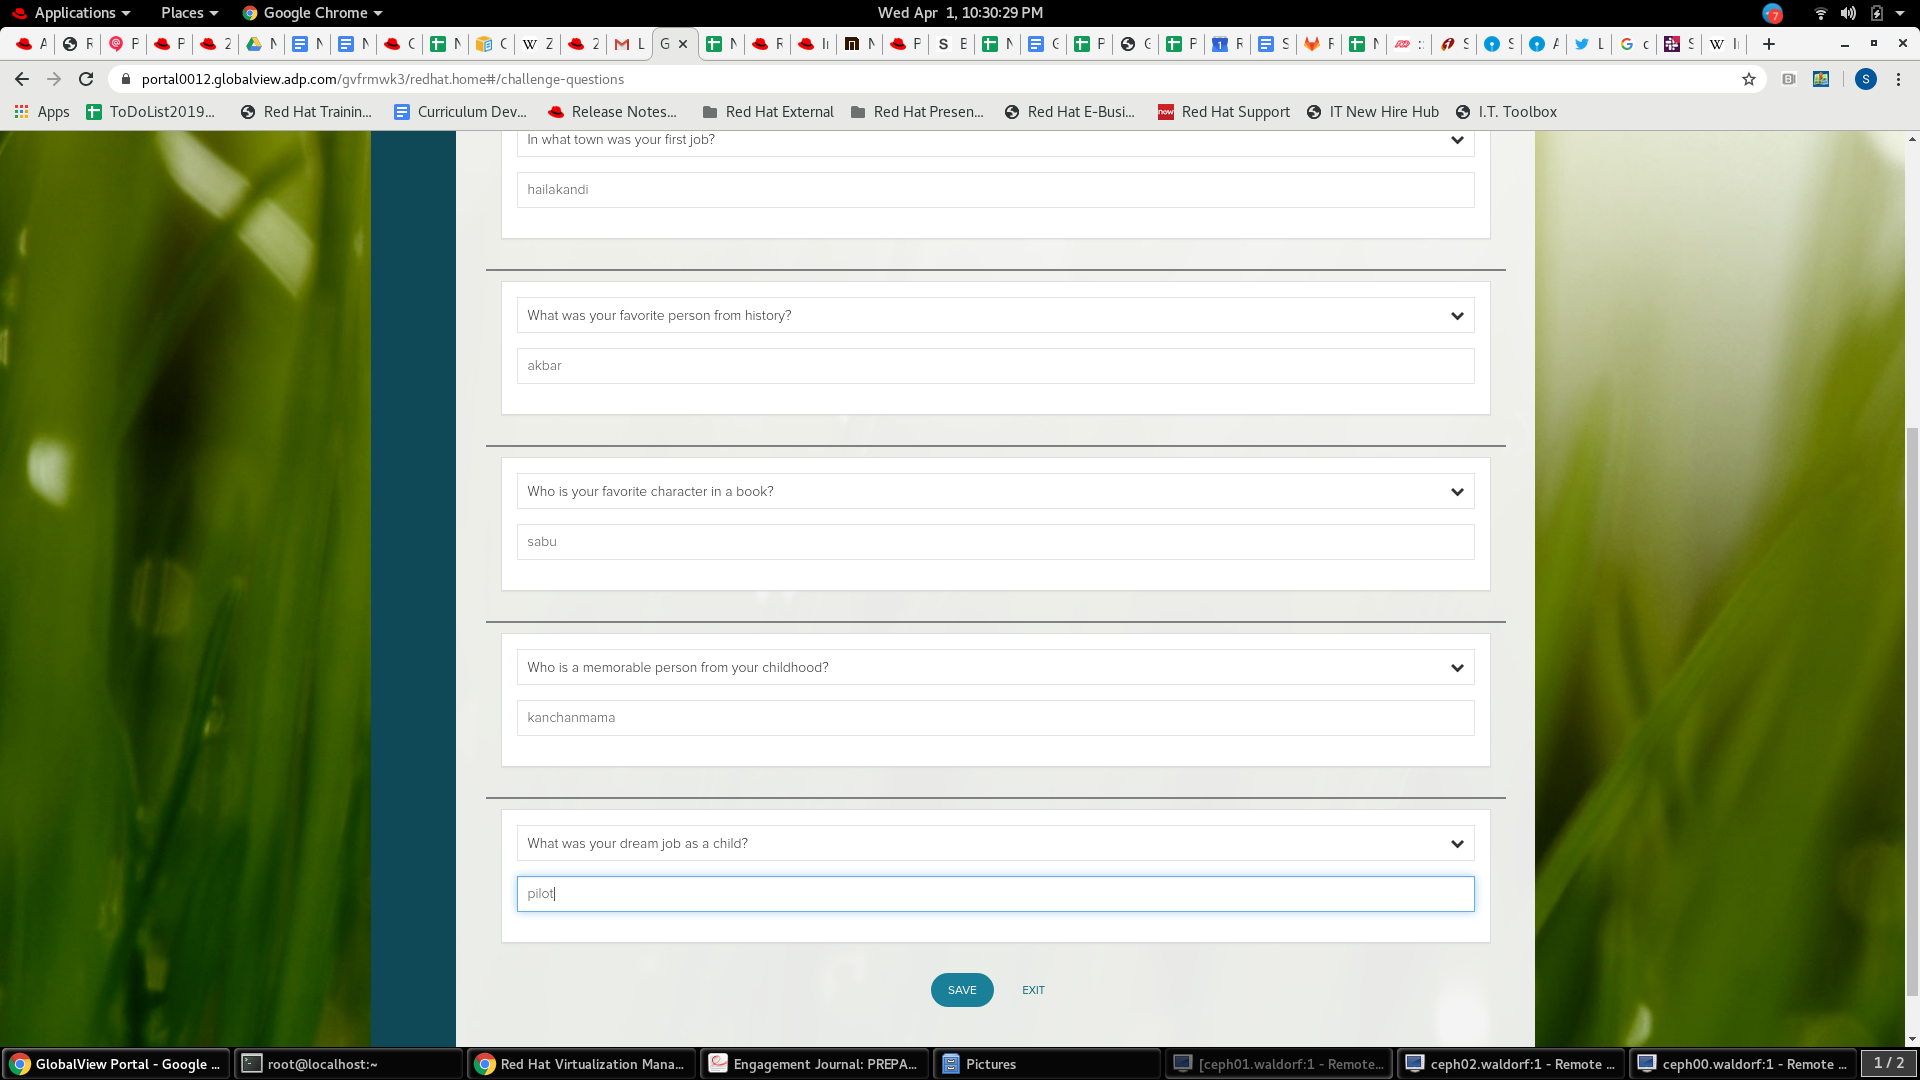 Applications Places Google Chrome Wed Apr 1, 10:30:29 PM 7
A R P P 2 N N N C N C Z 2 L G N R I N P E N G P G P R S R N S S A L c S I
portal0012.globalview.adp.com/gvfrmwk3/redhat.home#/challenge-questions S
Apps ToDoList2019... Red Hat Trainin... Curriculum Dev... Release Notes... Red Hat External Red Hat Presen... Red Hat E-Busi... now Red Hat Support IT New Hire Hub I.T. Toolbox
In what town was your first job?
hailakandi
What was your favorite person from history?
akbar
Who is your favorite character in a book?
sabu
Who is a memorable person from your childhood?
kanchanmama
What was your dream job as a child?
pilot
SAVE EXIT
GlobalView Portal - Google ... root@localhost:~ Red Hat Virtualization Mana... Engagement Journal: PREPA... Pictures [ceph01.waldorf:1 - Remote... ceph02.waldorf:1 - Remote ... ceph00.waldorf:1 - Remote ... 1 / 2